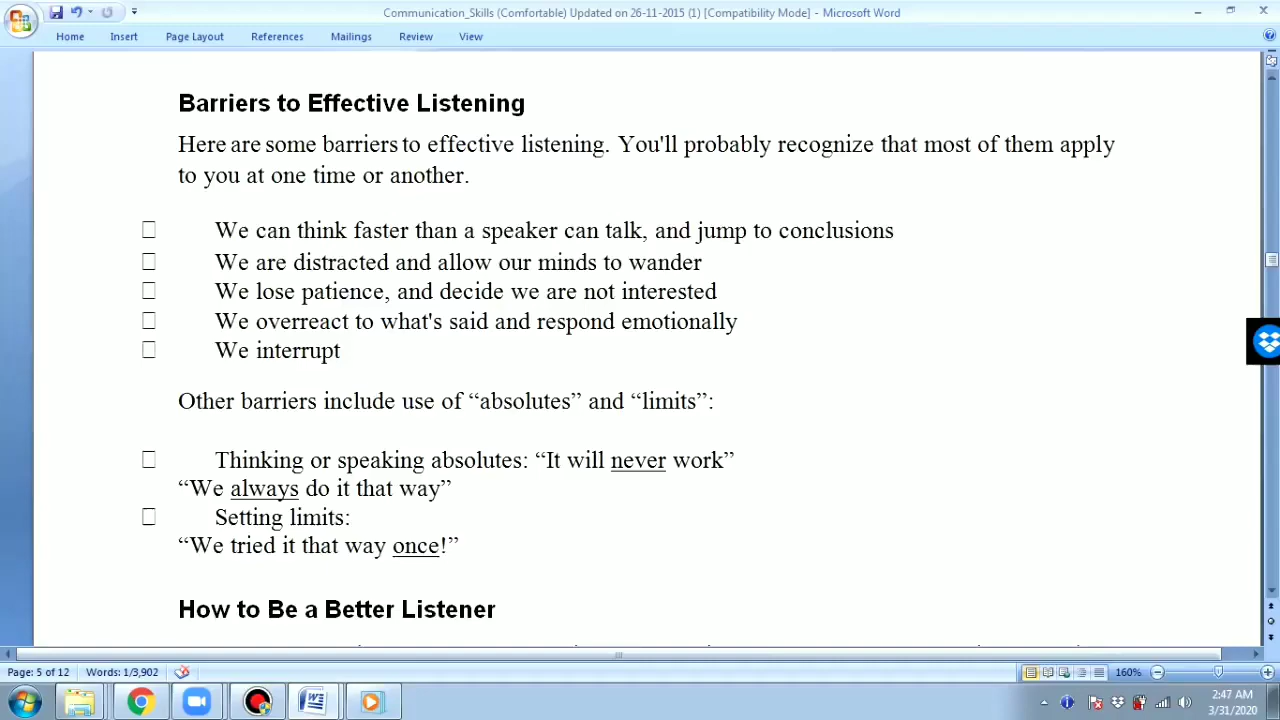 Communication_Skills (Comfortable) Updated on 26-11-2015 (1) [Compatibility Mode] - Microsoft Word
Home Insert Page Layout References Mailings Review View
Barriers to Effective Listening
Here are some barriers to effective listening. You'll probably recognize that most of them apply
to you at one time or another.
We can think faster than a speaker can talk, and jump to conclusions
We are distracted and allow our minds to wander
We lose patience, and decide we are not interested
We overreact to what's said and respond emotionally
We interrupt
Other barriers include use of “absolutes” and “limits”:
Thinking or speaking absolutes: “It will never work”
“We always do it that way”
Setting limits:
“We tried it that way once!”
How to Be a Better Listener
Page: 5 of 12 Words: 1/3,902 160%
2:47 AM
3/31/2020